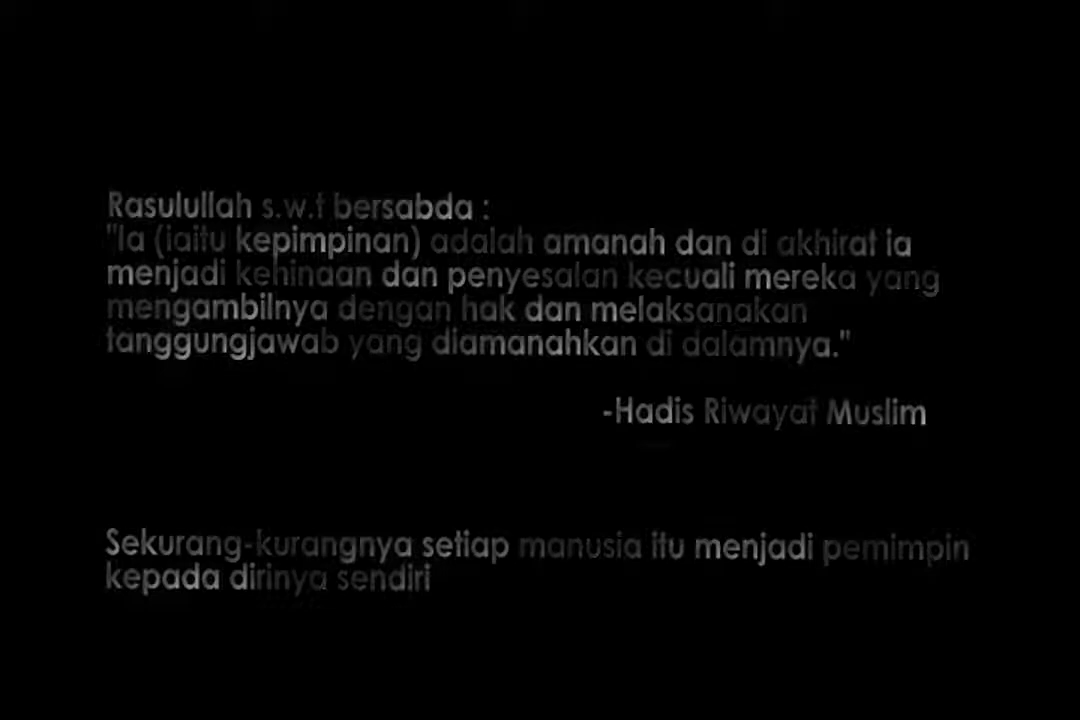 Rasulullah s.w.t bersabda :
"Ia (iaitu kepimpinan) adalah amanah dan di akhirat ia
menjadi kehinaan dan penyesalan kecuali mereka yang
mengambilnya dengan hak dan melaksanakan
tanggungjawab yang diamanahkan di dalamnya."
-Hadis Riwayat Muslim
Sekurang-kurangnya setiap manusia itu menjadi pemimpin
kepada dirinya sendiri